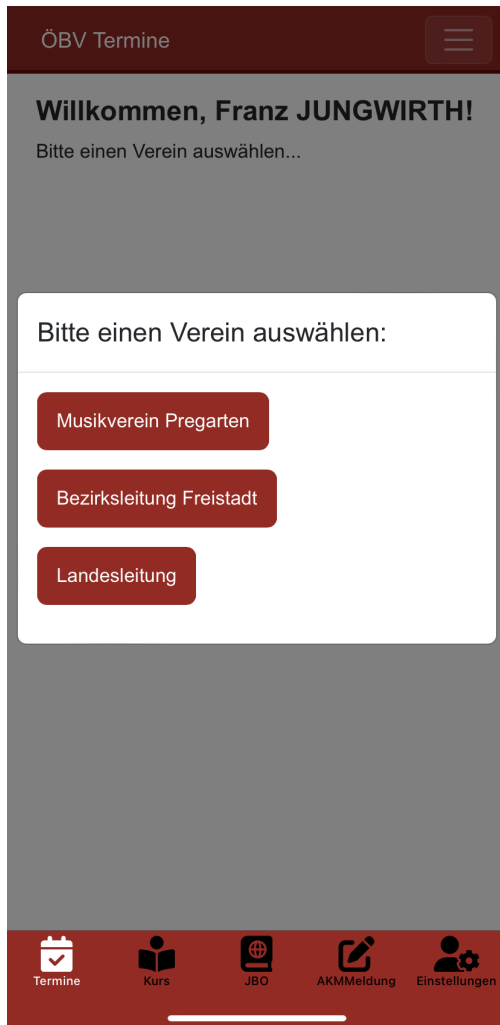 ÖBV Termine
Willkommen, Franz JUNGWIRTH!
Bitte einen Verein auswählen...
Bitte einen Verein auswählen:
Musikverein Pregarten
Bezirksleitung Freistadt
Landesleitung
Termine
Kurs
JBO
AKMMeldung
Einstellungen